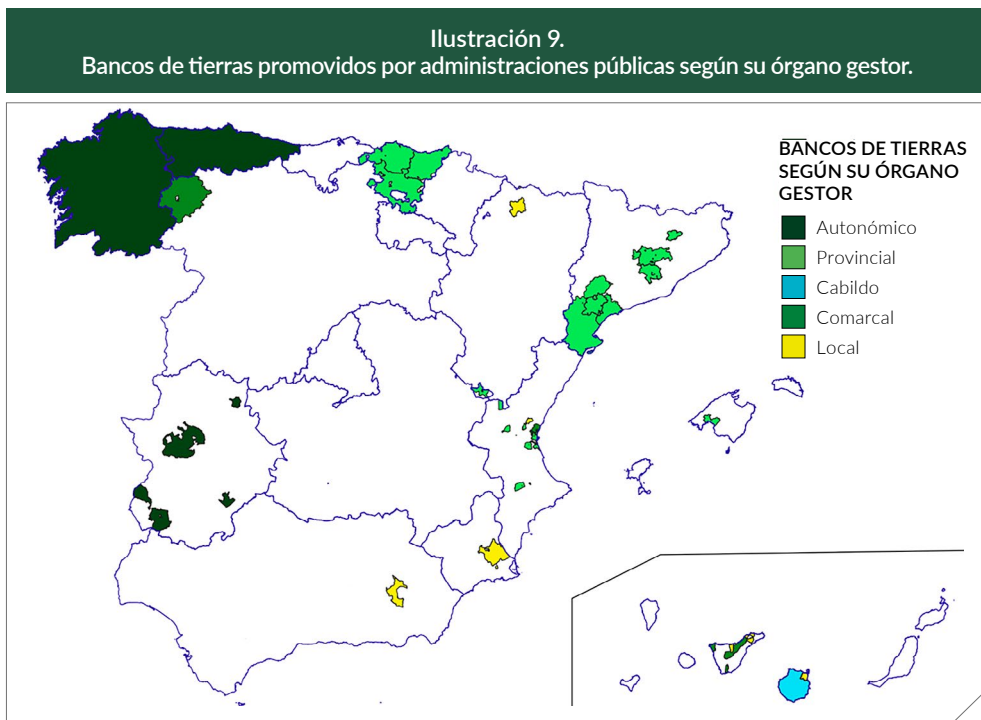 Ilustración 9.
Bancos de tierras promovidos por administraciones públicas según su órgano gestor.
BANCOS DE TIERRAS
SEGÚN SU ÓRGANO
GESTOR
Autonómico
Provincial
Cabildo
Comarcal
Local